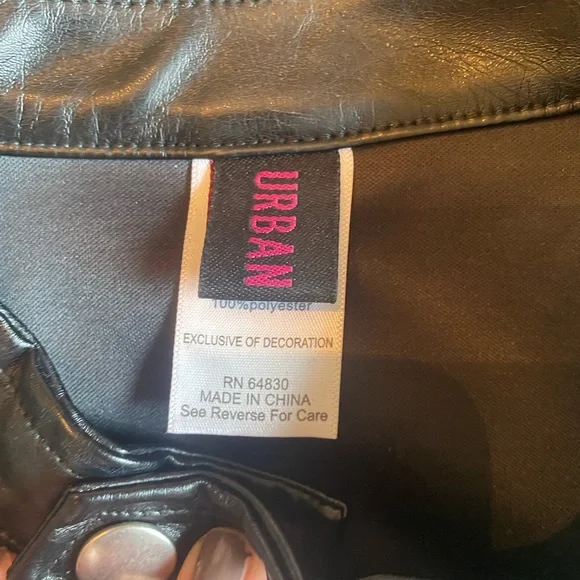 URBAN
100%polyester
EXCLUSIVE OF DECORATION
RN 64830
MADE IN CHINA
See Reverse For Care